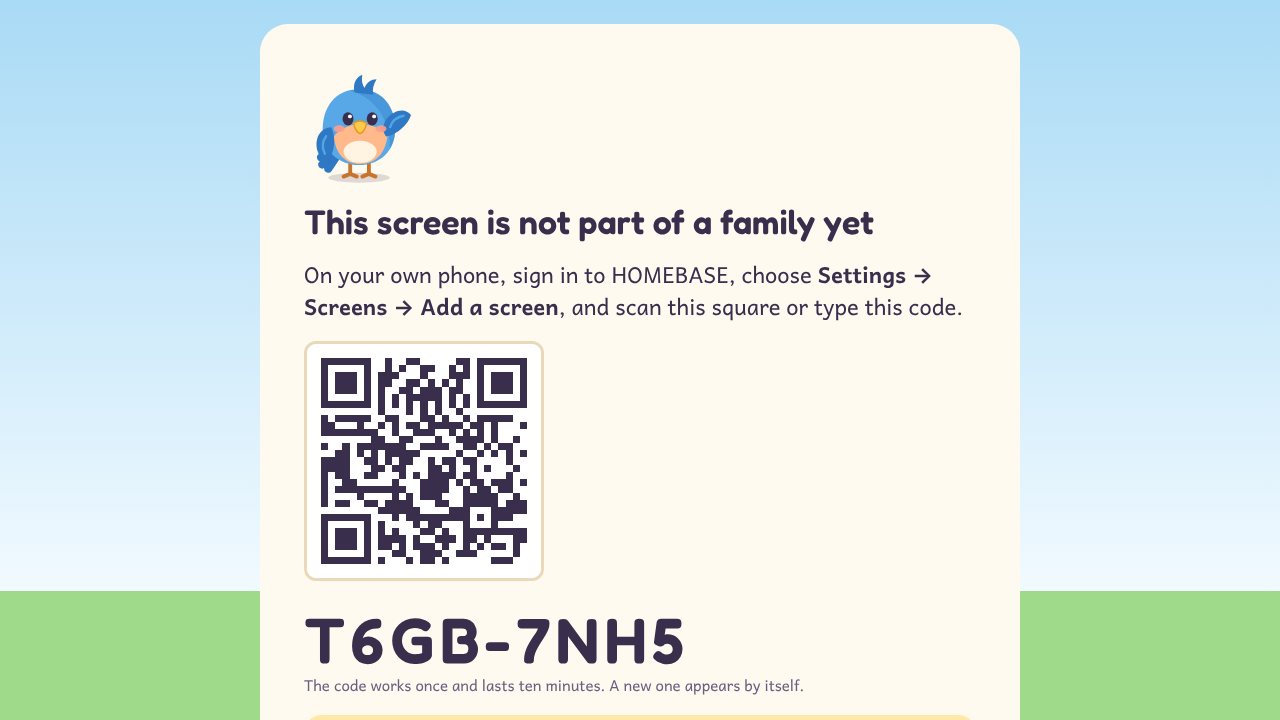 This screen is not part of a family yet
On your own phone, sign in to HOMEBASE, choose Settings →
Screens → Add a screen, and scan this square or type this code.
T6GB-7NH5
The code works once and lasts ten minutes. A new one appears by itself.